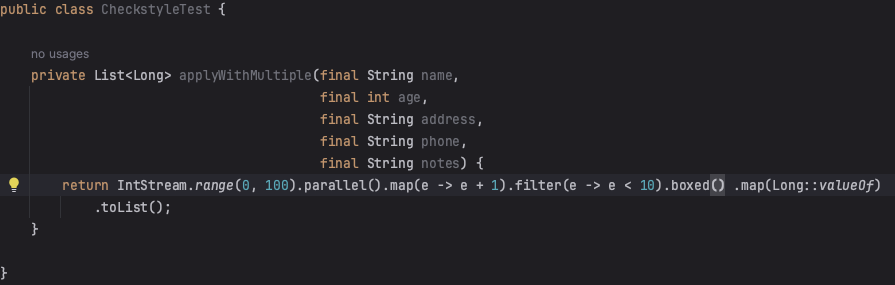 public class CheckstyleTest {
no usages
private List<Long> applyWithMultiple(final String name,
final int age,
final String address,
final String phone,
final String notes) {
return IntStream.range(0, 100).parallel().map(e -> e + 1).filter(e -> e < 10).boxed() .map(Long::valueOf)
.toList();
}
}